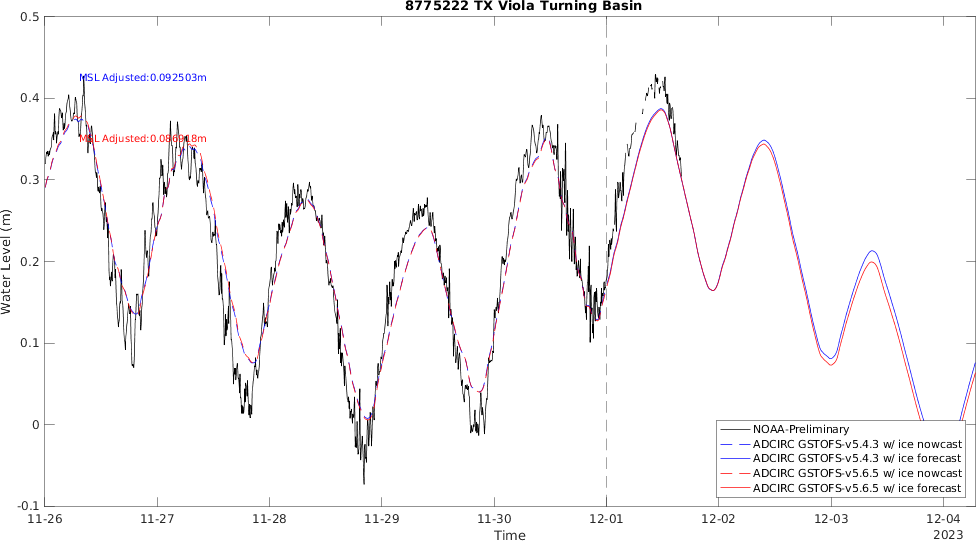 8775222 TX Viola Turning Basin
0.5
MSL Adjusted:0.092503m
0.4
MSL Adjusted:
0.3
Water Level (m)
0.2
0.1
0
-0.1
NOAA-Preliminary
ADCIRC GSTOFS-v5.4.3 w/ ice nowcast
ADCIRC GSTOFS-v5.4.3 w/ ice forecast
ADCIRC GSTOFS-v5.6.5 w/ ice nowcast
ADCIRC GSTOFS-v5.6.5 w/ ice forecast
11-26 11-27 11-28 11-29 11-30 12-01 12-02 12-03 12-04
Time
2023